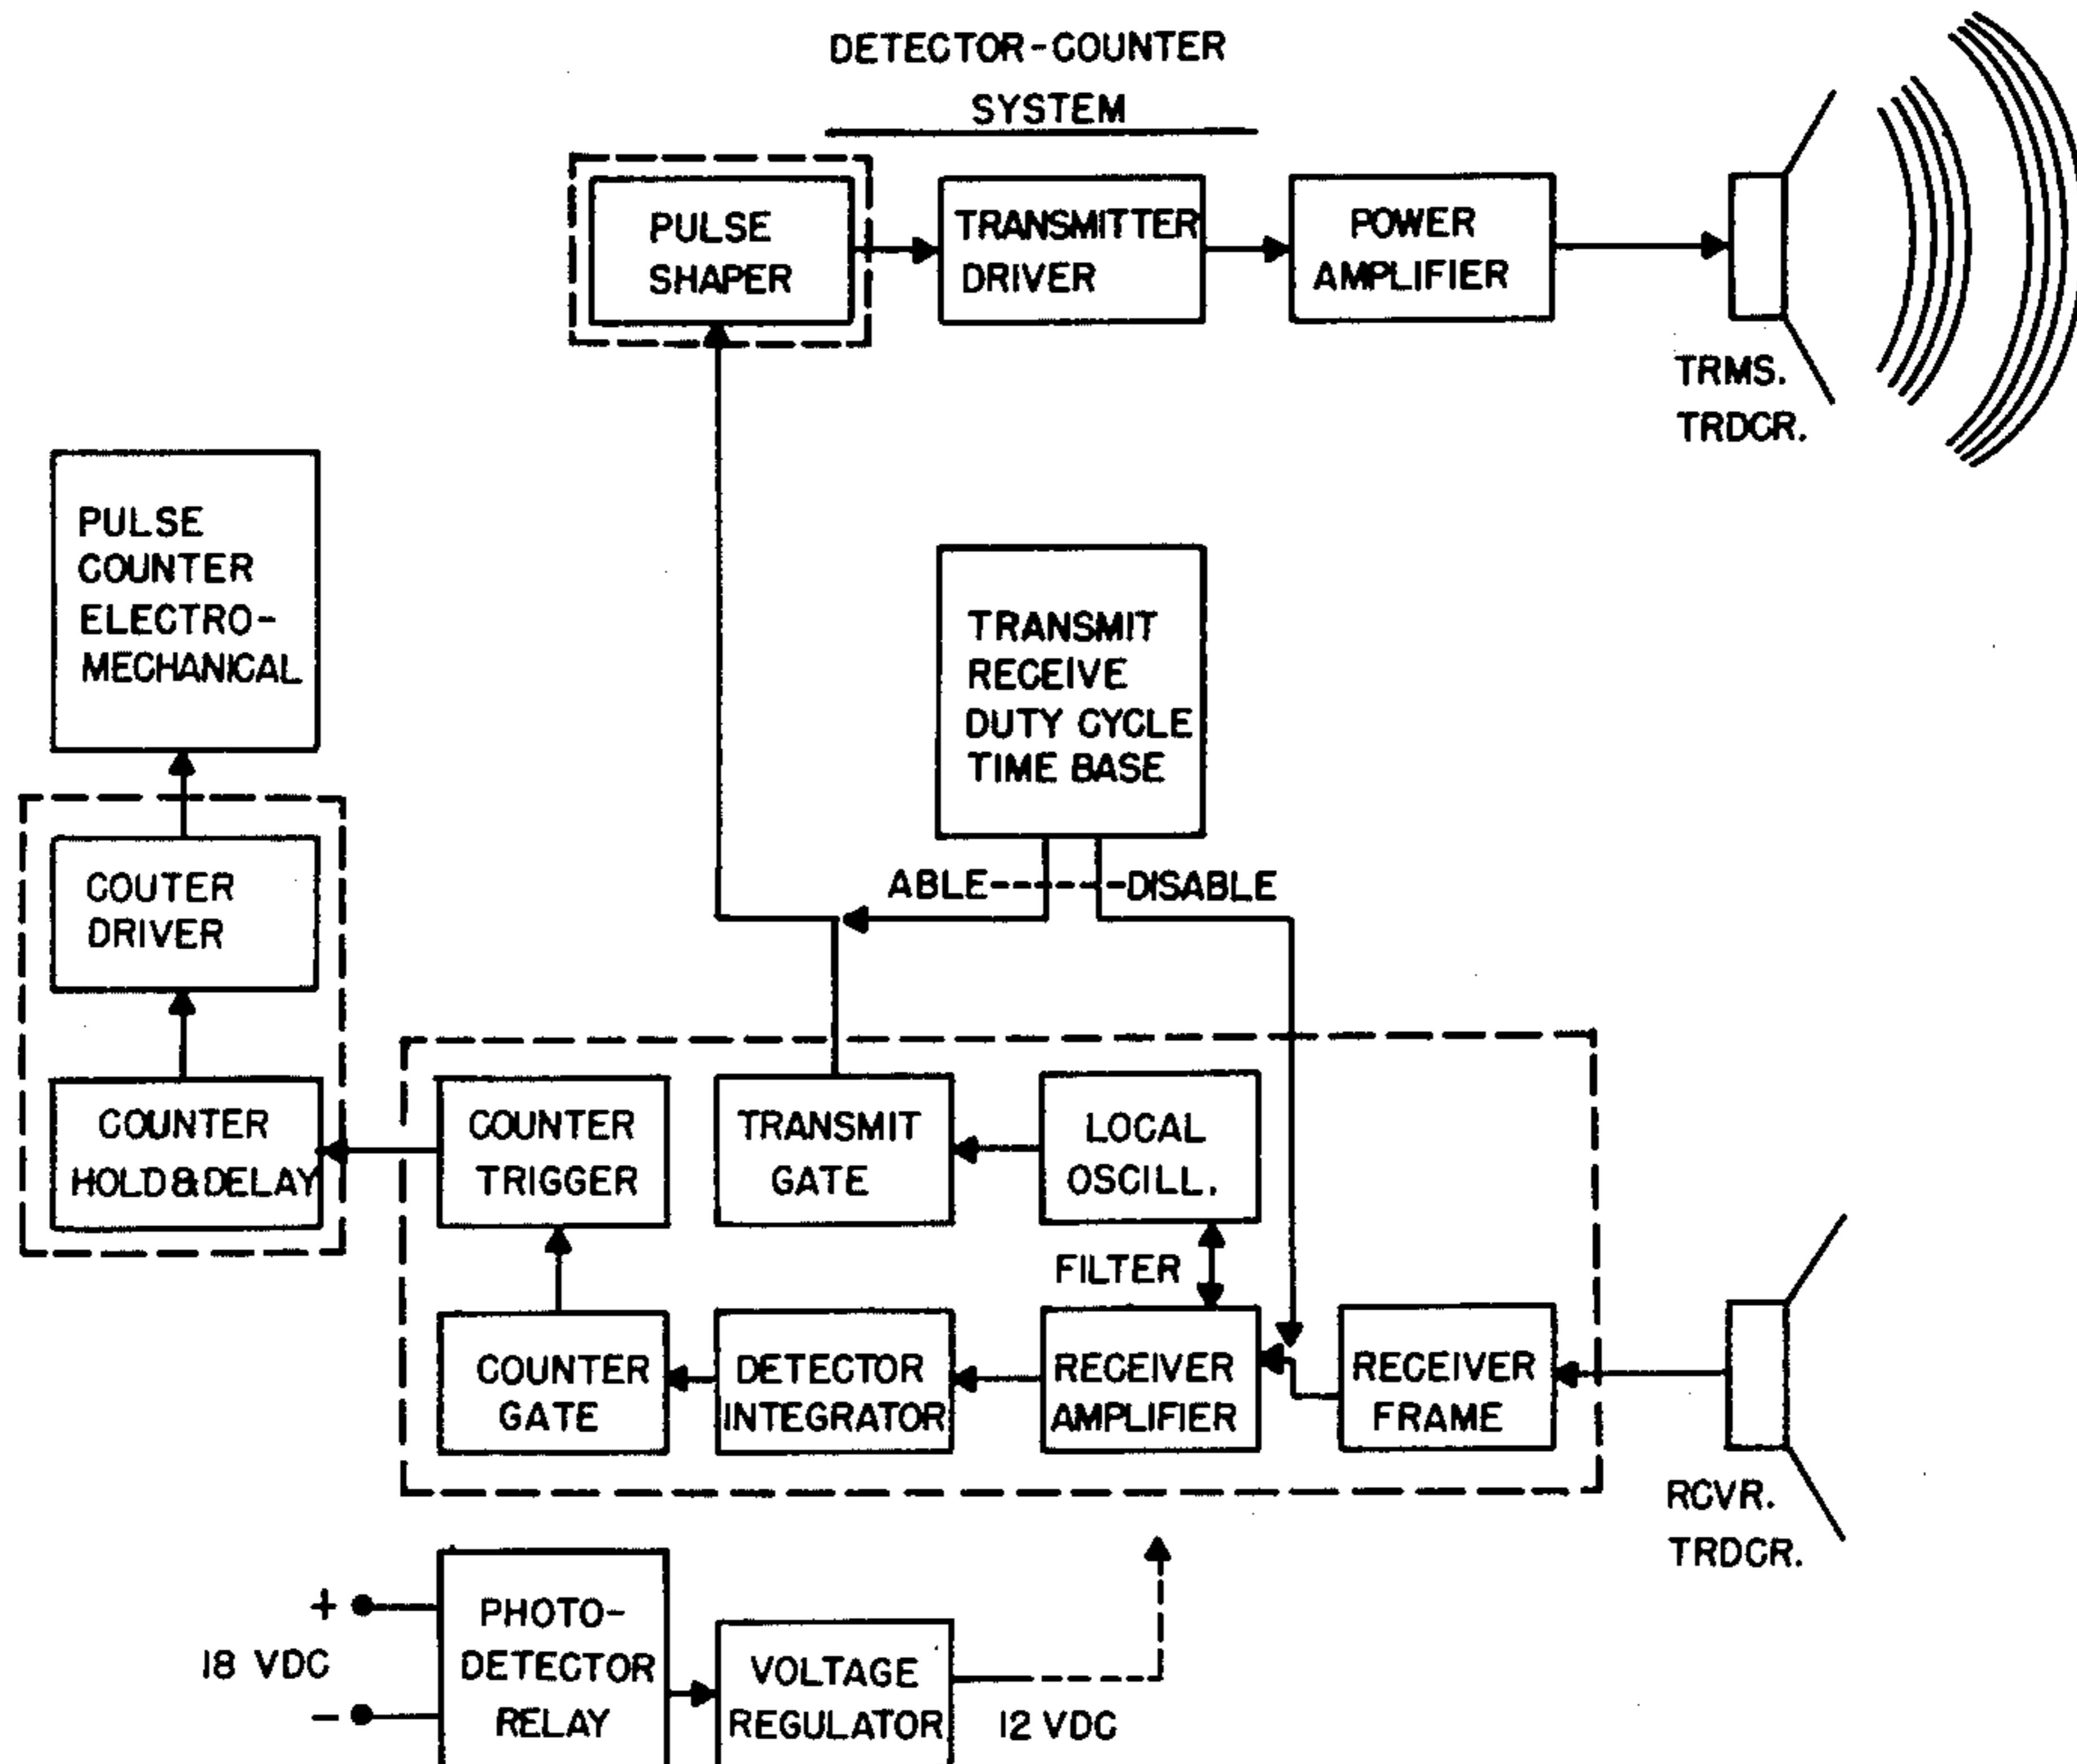 DETECTOR-COUNTER
SYSTEM
PULSE
SHAPER
TRANSMITTER
DRIVER
POWER
AMPLIFIER
TRMS.
TRDCR.
PULSE
COUNTER
ELECTRO-
MECHANICAL
TRANSMIT
RECEIVE
DUTY CYCLE
TIME BASE
ABLE
DISABLE
COUTER
DRIVER
COUNTER
HOLD&DELAY
COUNTER
TRIGGER
TRANSMIT
GATE
LOCAL
OSCILL.
FILTER
COUNTER
GATE
DETECTOR
INTEGRATOR
RECEIVER
AMPLIFIER
RECEIVER
FRAME
RCVR.
TRDCR.
+
18 VDC
-
PHOTO-
DETECTOR
RELAY
VOLTAGE
REGULATOR
12 VDC